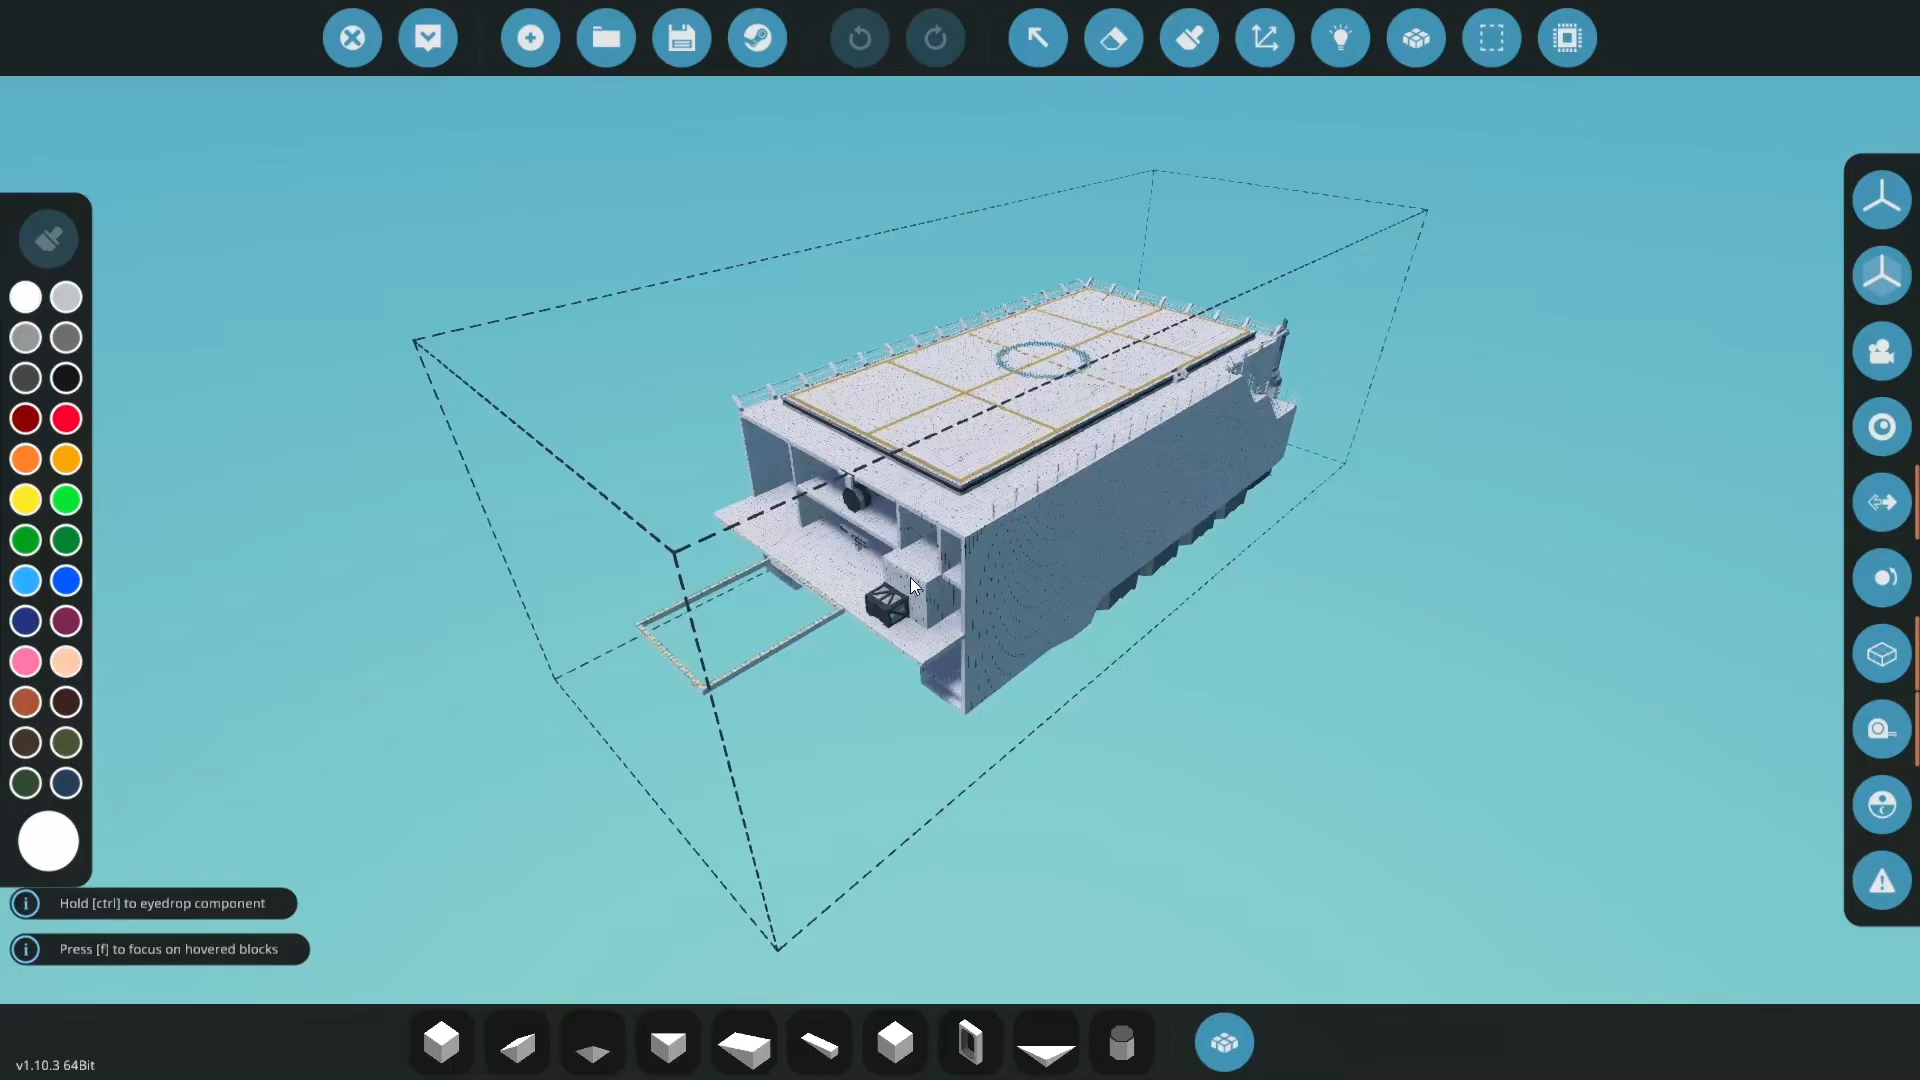 Hold [ctrl] to eyedrop component
Press [f] to focus on hovered blocks
v1.10.3 64Bit